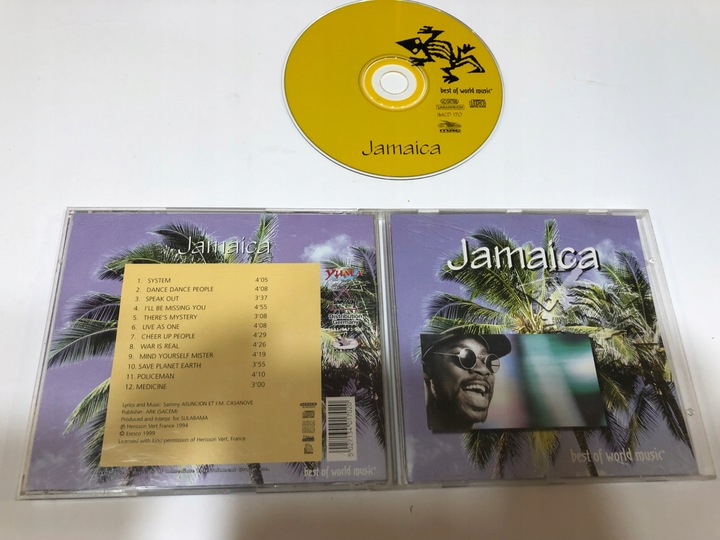 best of world music
Jamaica
Jamaica
1. SYSTEM 4'05
2. DANCE DANCE PEOPLE 4'08
3. SPEAK OUT 3'37
4. I'LL BE MISSING YOU 4'55
5. THERE'S MYSTERY 3'08
6. LIVE AS ONE 4'08
7. CHEER UP PEOPLE 4'29
8. WAR IS REAL 4'26
9. MIND YOURSELF MISTER 4'19
10. SAVE PLANET EARTH 4'55
11. POLICEMAN 4'10
12. MEDICINE 3'00
Lyrics and Music: Sammy ASUNCION ET J.M. CASANOVE
Publisher: ARK (SACEM)
Produced and interpr. for SULABAMA
℗ Herisson Vert France 1994
© Eresco 1999
Licensed with kind permission of Herisson Vert, France.
Distribution
best of world music
Jamaica
best of world music